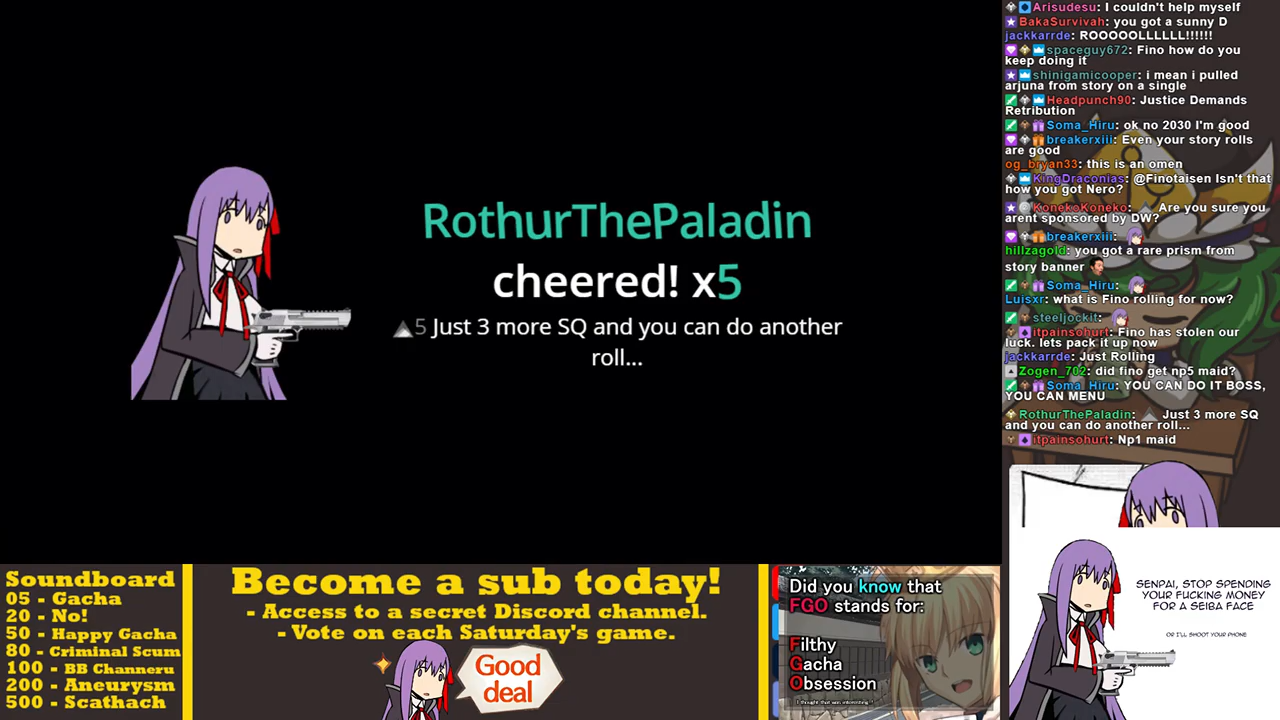 RothurThePaladin
cheered! x5
5 Just 3 more SQ and you can do another
roll...
Arisudesu: I couldn't help myself
BakaSurvivah: you got a sunny D
jackkarrde: ROOOOOLLLLLL!!!!!!
spaceguy672: Fino how do you
keep doing it
shinigamicooper: i mean i pulled
arjuna from story on a single
Headpunch90: Justice Demands
Retribution
Soma_Hiru: ok no 2030 I'm good
breakerxiii: Even your story rolls
are good
og_bryan33: this is an omen
KingDraconias: @Finotaisen Isn't that
how you got Nero?
KonekoKoneko: Are you sure you
arent sponsored by DW?
breakerxiii:
hillzagold: you got a rare prism from
story banner
Soma_Hiru:
Luisxr: what is Fino rolling for now?
steeljockit:
itpainsohurt: Fino has stolen our
luck. lets pack it up now
jackkarrde: Just Rolling
Zogen_702: did fino get np5 maid?
Soma_Hiru: YOU CAN DO IT BOSS,
YOU CAN MENU
RothurThePaladin: Just 3 more SQ
and you can do another roll...
itpainsohurt: Np1 maid
Soundboard
05 - Gacha
20 - No!
50 - Happy Gacha
80 - Criminal Scum
100 - BB Channeru
200 - Aneurysm
500 - Scathach
Become a sub today!
- Access to a secret Discord channel.
- Vote on each Saturday's game.
Good
deal
Did you know that
FGO stands for:
Filthy
Gacha
Obsession
I thought that was interesting!
SENPAI, STOP SPENDING
YOUR FUCKING MONEY
FOR A SEIBA FACE
OR I'LL SHOOT YOUR PHONE